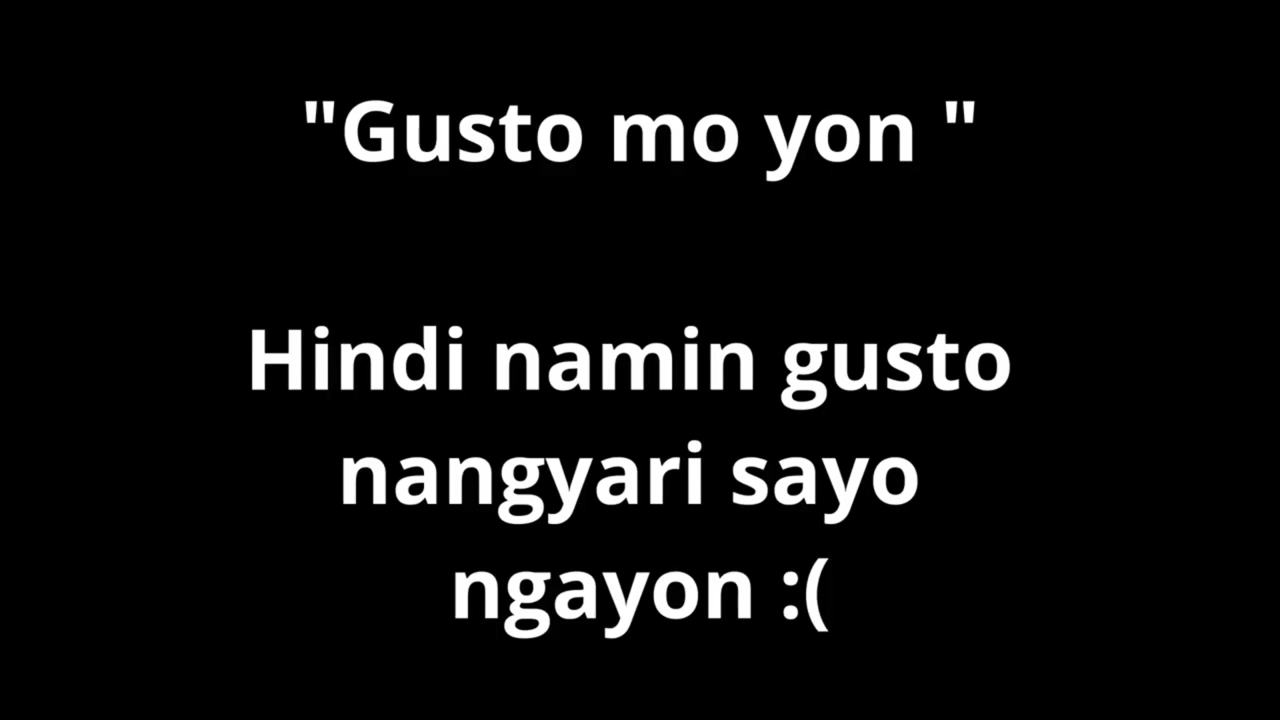 "Gusto mo yon "
Hindi namin gusto
nangyari sayo
ngayon :(